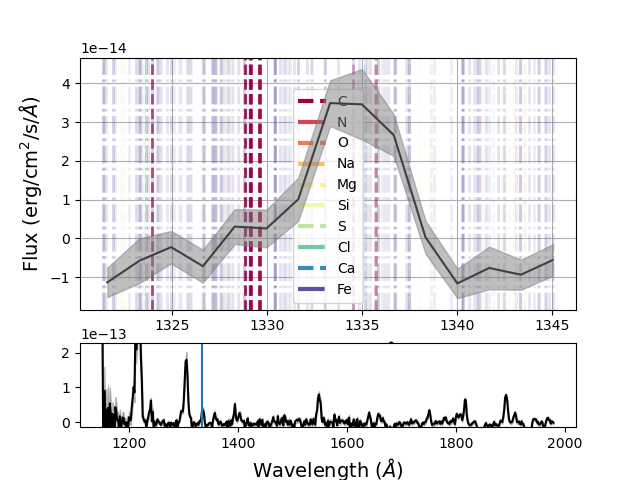 1e−14
Flux (erg/cm²/s/Å)
4
3
2
1
0
−1
C
N
O
Na
Mg
Si
S
Cl
Ca
Fe
1325 1330 1335 1340 1345
1e−13
2
1
0
1200 1400 1600 1800 2000
Wavelength (Å)